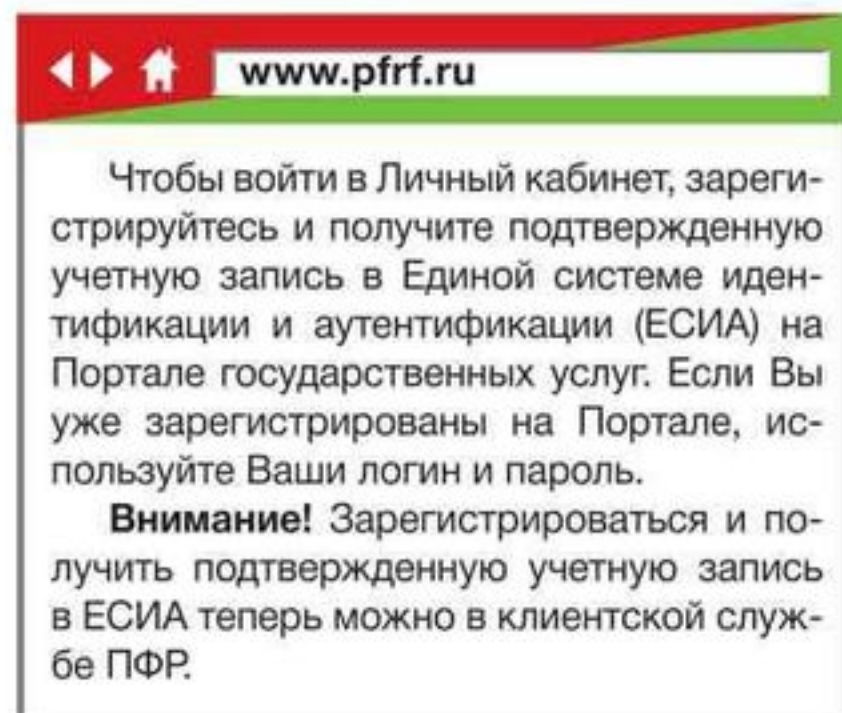 www.pfrf.ru
Чтобы войти в Личный кабинет, зареги-
стрируйтесь и получите подтвержденную
учетную запись в Единой системе иден-
тификации и аутентификации (ЕСИА) на
Портале государственных услуг. Если Вы
уже зарегистрированы на Портале, ис-
пользуйте Ваши логин и пароль.
Внимание! Зарегистрироваться и по-
лучить подтвержденную учетную запись
в ЕСИА теперь можно в клиентской служ-
бе ПФР.